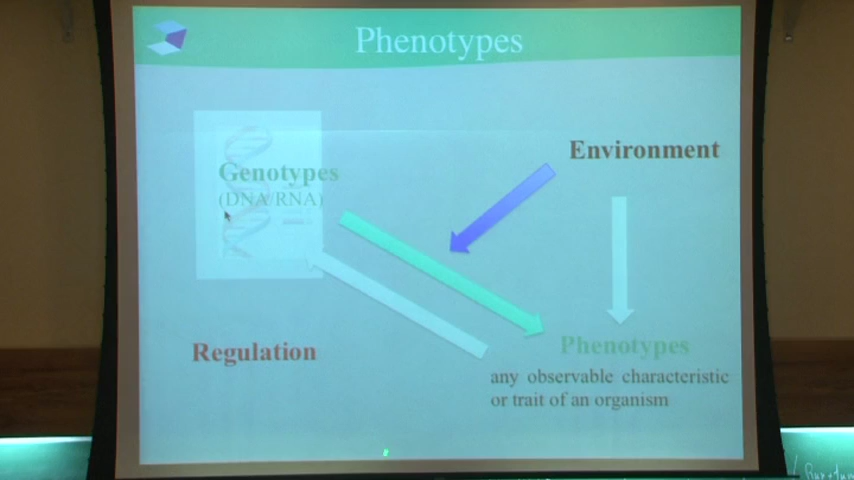 Phenotypes
Environment
Genotypes
(DNA/RNA)
Phenotypes
Regulation
any observable characteristic
or trait of an organism